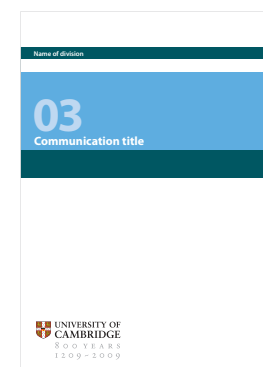 Name of division
03
Communication title
UNIVERSITY OF
CAMBRIDGE
800 YEARS
1209~2009